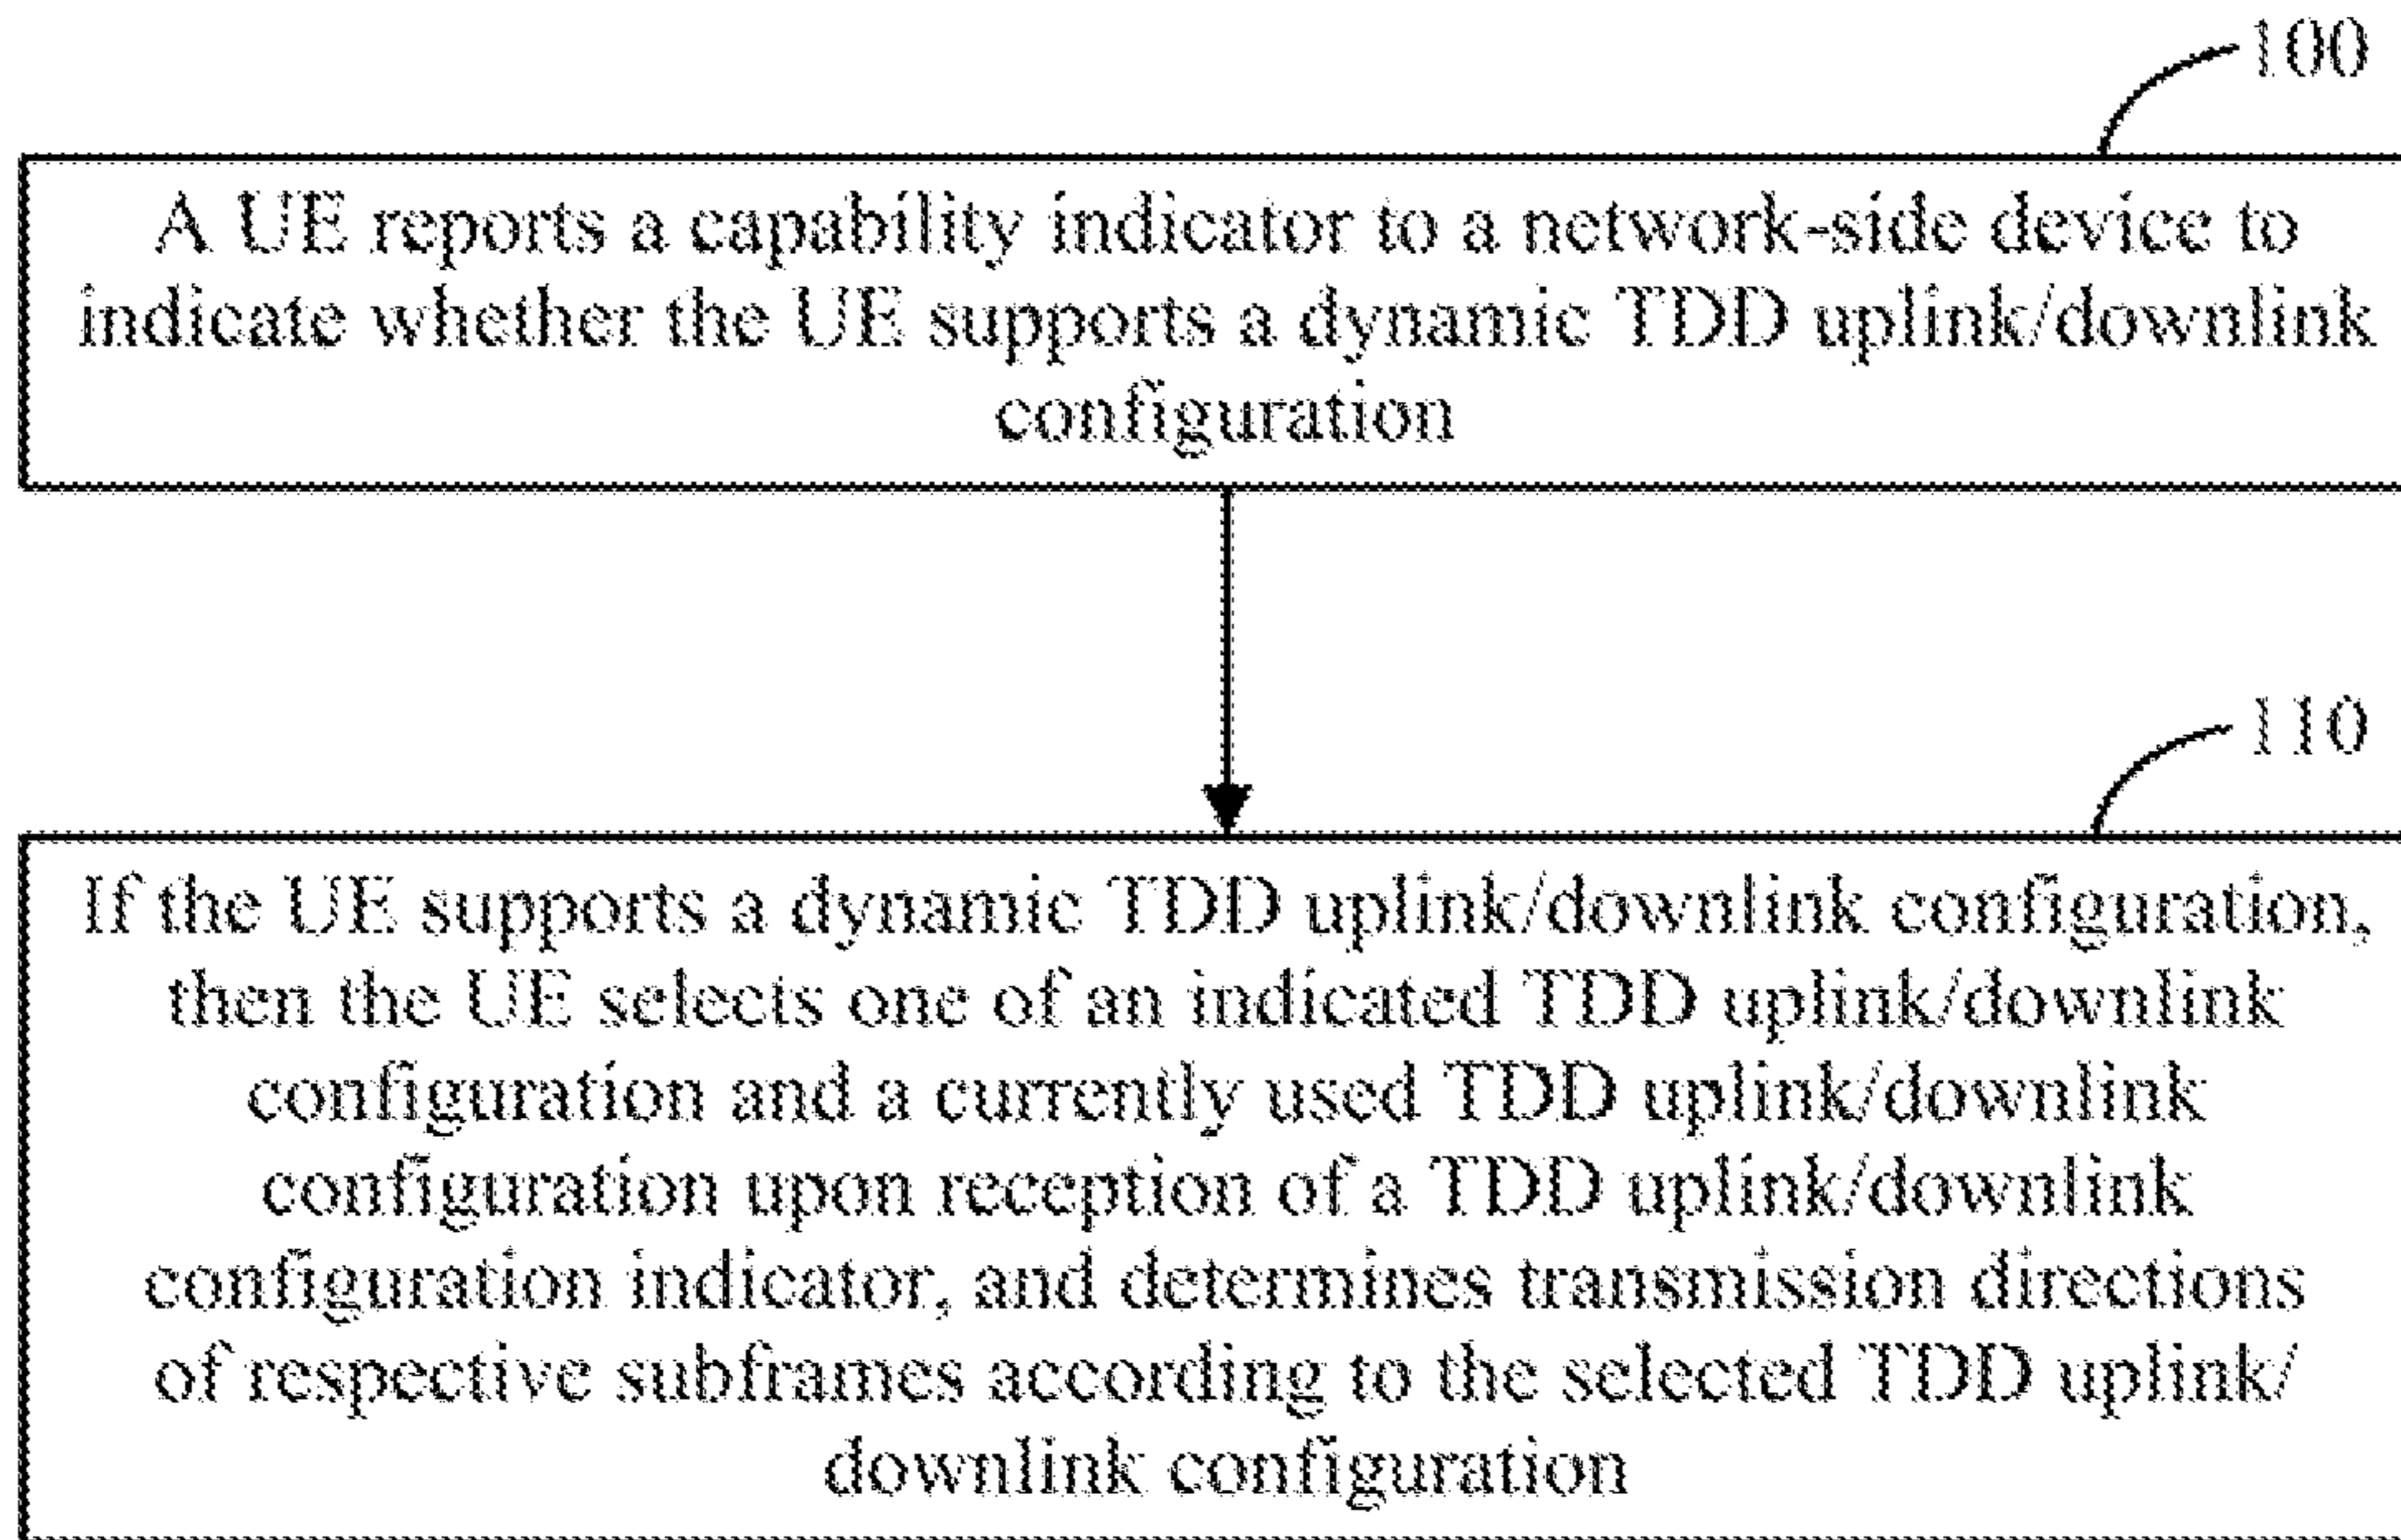 100
A UE reports a capability indicator to a network-side device to
indicate whether the UE supports a dynamic TDD uplink/downlink
configuration
110
If the UE supports a dynamic TDD uplink/downlink configuration,
then the UE selects one of an indicated TDD uplink/downlink
configuration and a currently used TDD uplink/downlink
configuration upon reception of a TDD uplink/downlink
configuration indicator, and determines transmission directions
of respective subframes according to the selected TDD uplink/
downlink configuration